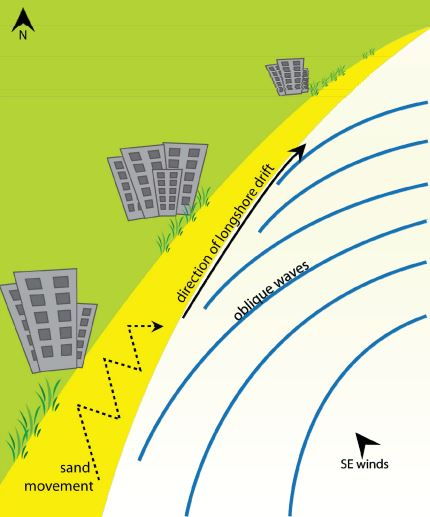 N
direction of longshore drift
oblique waves
sand
movement
SE winds